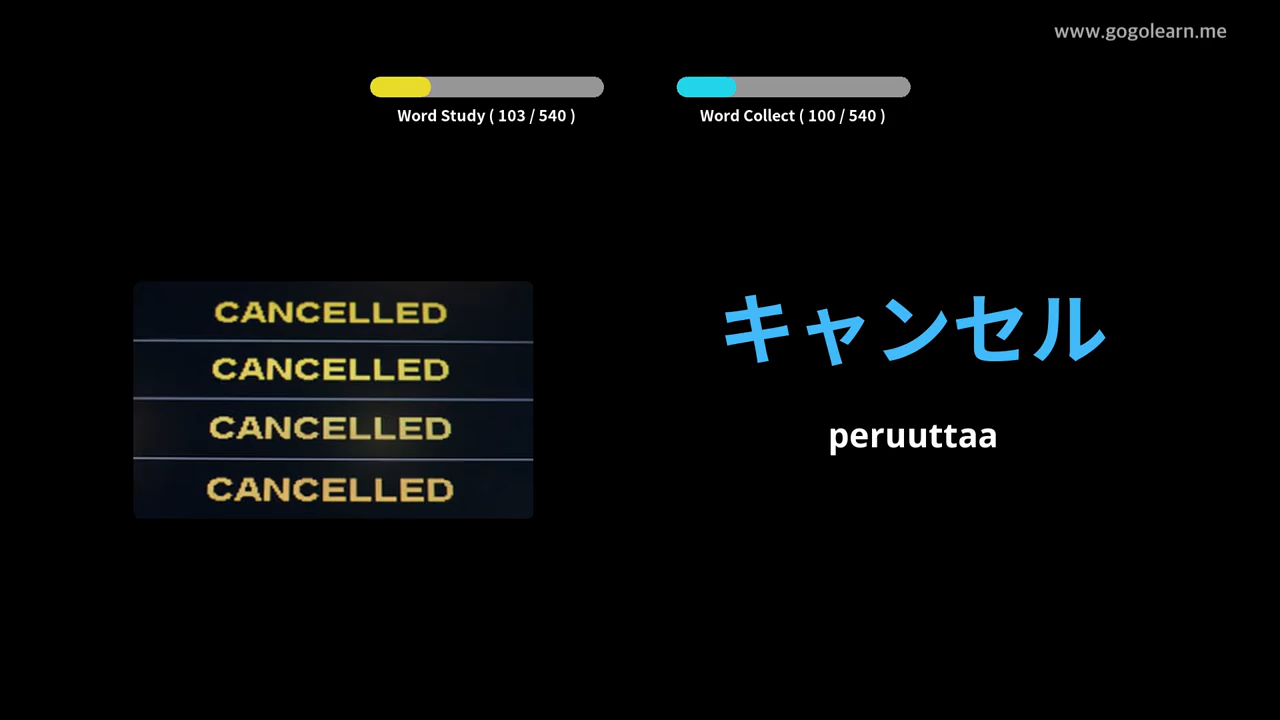 www.gogolearn.me
Word Study ( 103 / 540 )
Word Collect ( 100 / 540 )
CANCELLED
CANCELLED
CANCELLED
CANCELLED
キャンセル
peruuttaa